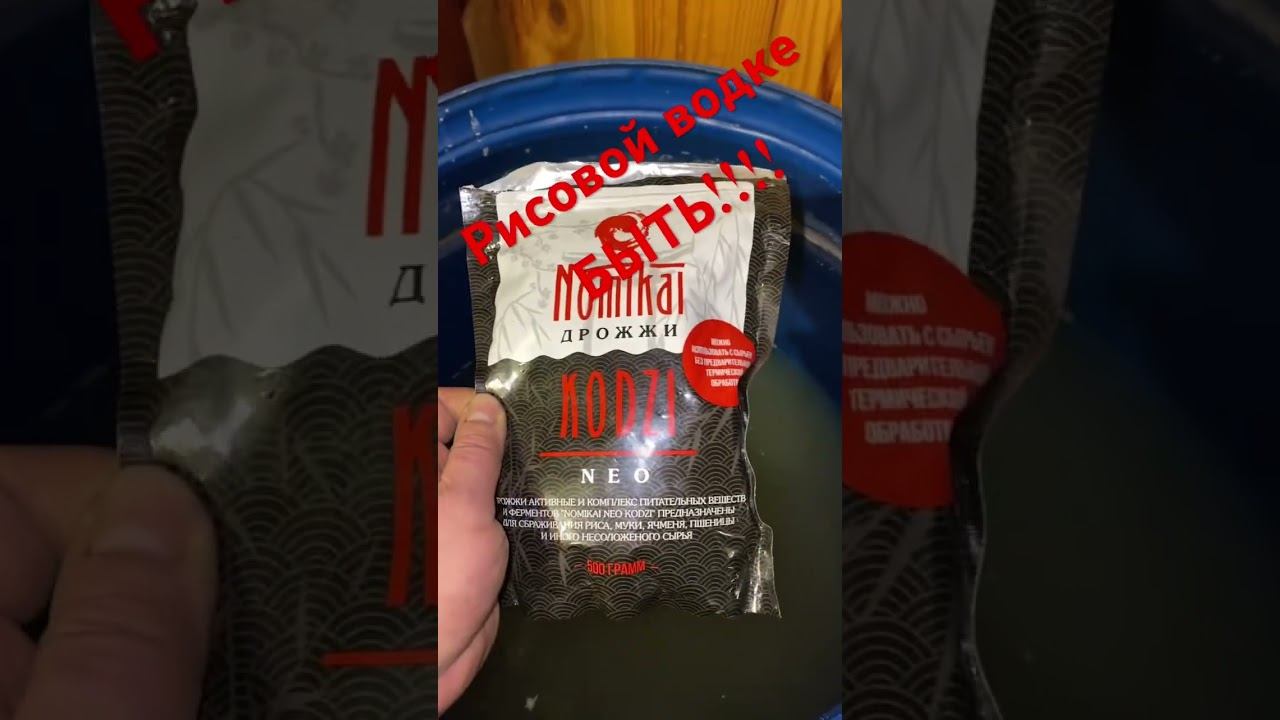 Рисовой водке
БЫТЬ!!!!
Nomikai
ДРОЖЖИ
МОЖНО
ИСПОЛЬЗОВАТЬ С СЫРЬЕМ
БЕЗ ПРЕДВАРИТЕЛЬНОЙ
ТЕРМИЧЕСКОЙ
ОБРАБОТКИ
KODZI
NEO
ДРОЖЖИ АКТИВНЫЕ И КОМПЛЕКС ПИТАТЕЛЬНЫХ ВЕЩЕСТВ
И ФЕРМЕНТОВ "NOMIKAI NEO KODZI" ПРЕДНАЗНАЧЕНЫ
ДЛЯ СБРАЖИВАНИЯ РИСА, МУКИ, ЯЧМЕНЯ, ПШЕНИЦЫ
И ИНОГО НЕСОЛОЖЕНОГО СЫРЬЯ
500 ГРАММ